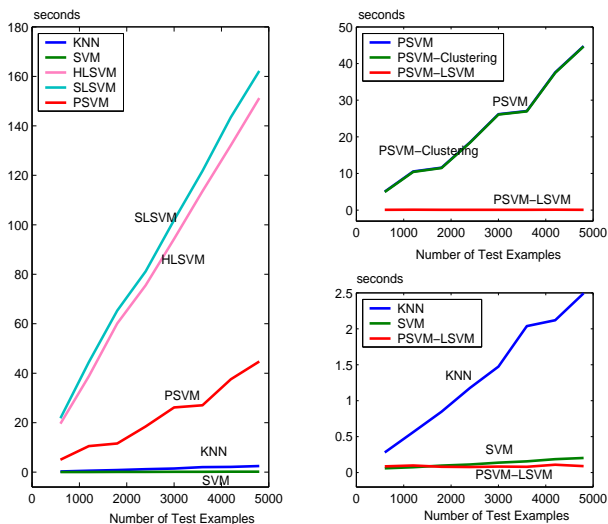 seconds
180
160
140
120
100
80
60
40
20
0
KNN
SVM
HLSVM
SLSVM
PSVM
SLSVM
HLSVM
PSVM
KNN
SVM
0 1000 2000 3000 4000 5000
Number of Test Examples
seconds
50
40
30
20
10
0
PSVM
PSVM−Clustering
PSVM−LSVM
PSVM
PSVM−Clustering
PSVM−LSVM
0 1000 2000 3000 4000 5000
Number of Test Examples
seconds
2.5
2
1.5
1
0.5
0
KNN
SVM
PSVM−LSVM
KNN
SVM
PSVM−LSVM
0 1000 2000 3000 4000 5000
Number of Test Examples